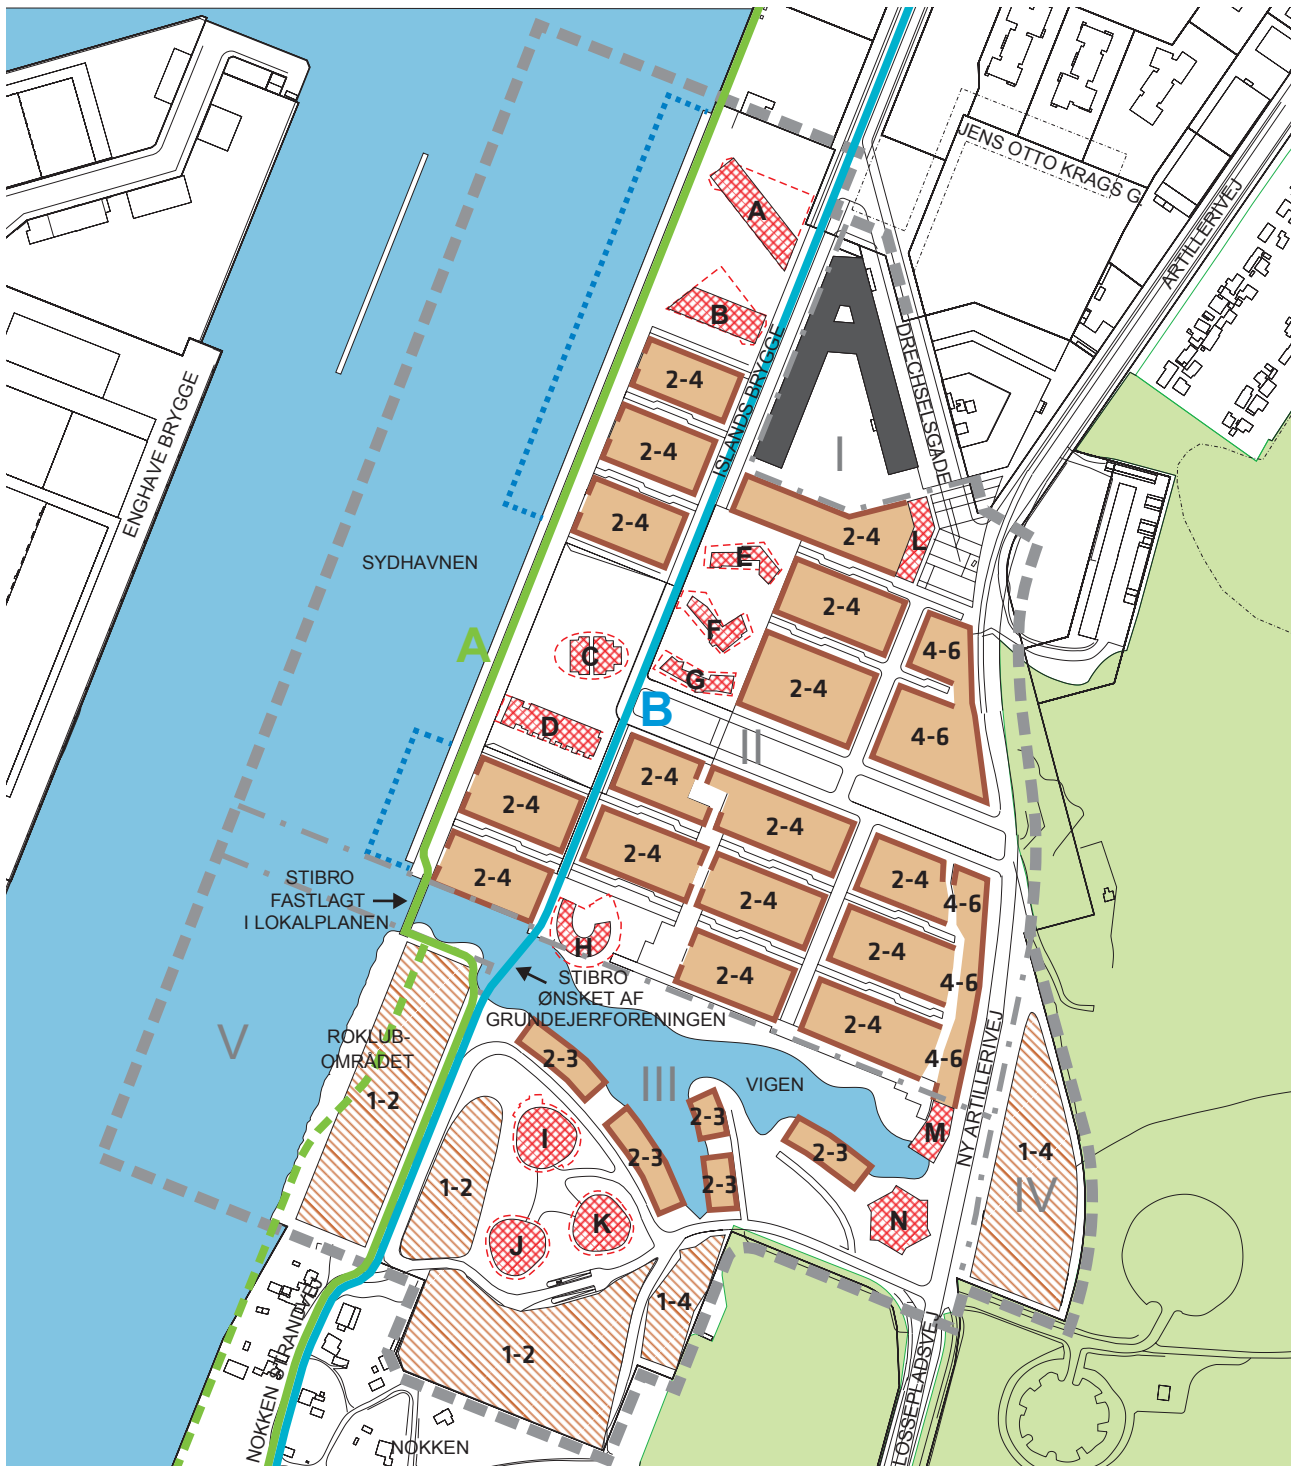 JENS OTTO KRAGS G.
ARTILLERIVEJ
A
B
DRECHSELSGADE
ISLANDS BRYGGE
ENGHAVE BRYGGE
2-4
2-4
I
2-4
2-4
L
SYDHAVNEN
E
2-4
F
4-6
A
C
G
2-4
B
D
II
4-6
2-4
2-4
2-4
2-4
2-4
STIBRO
FASTLAGT
I LOKALPLANEN
2-4
2-4
4-6
H
2-4
2-4
4-6
STIBRO
ØNSKET AF
GRUNDEJERFORENINGEN
2-4
V
ROKLUB-
OMRÅDET
1-2
2-3
III
VIGEN
4-6
NY ARTILLERIVEJ
2-3
M
I
2-3
2-3
1-4
1-2
2-3
IV
K
N
J
1-4
1-2
NOKKEN STRANDVEJ
NOKKEN
LOSSEPLADSVEJ